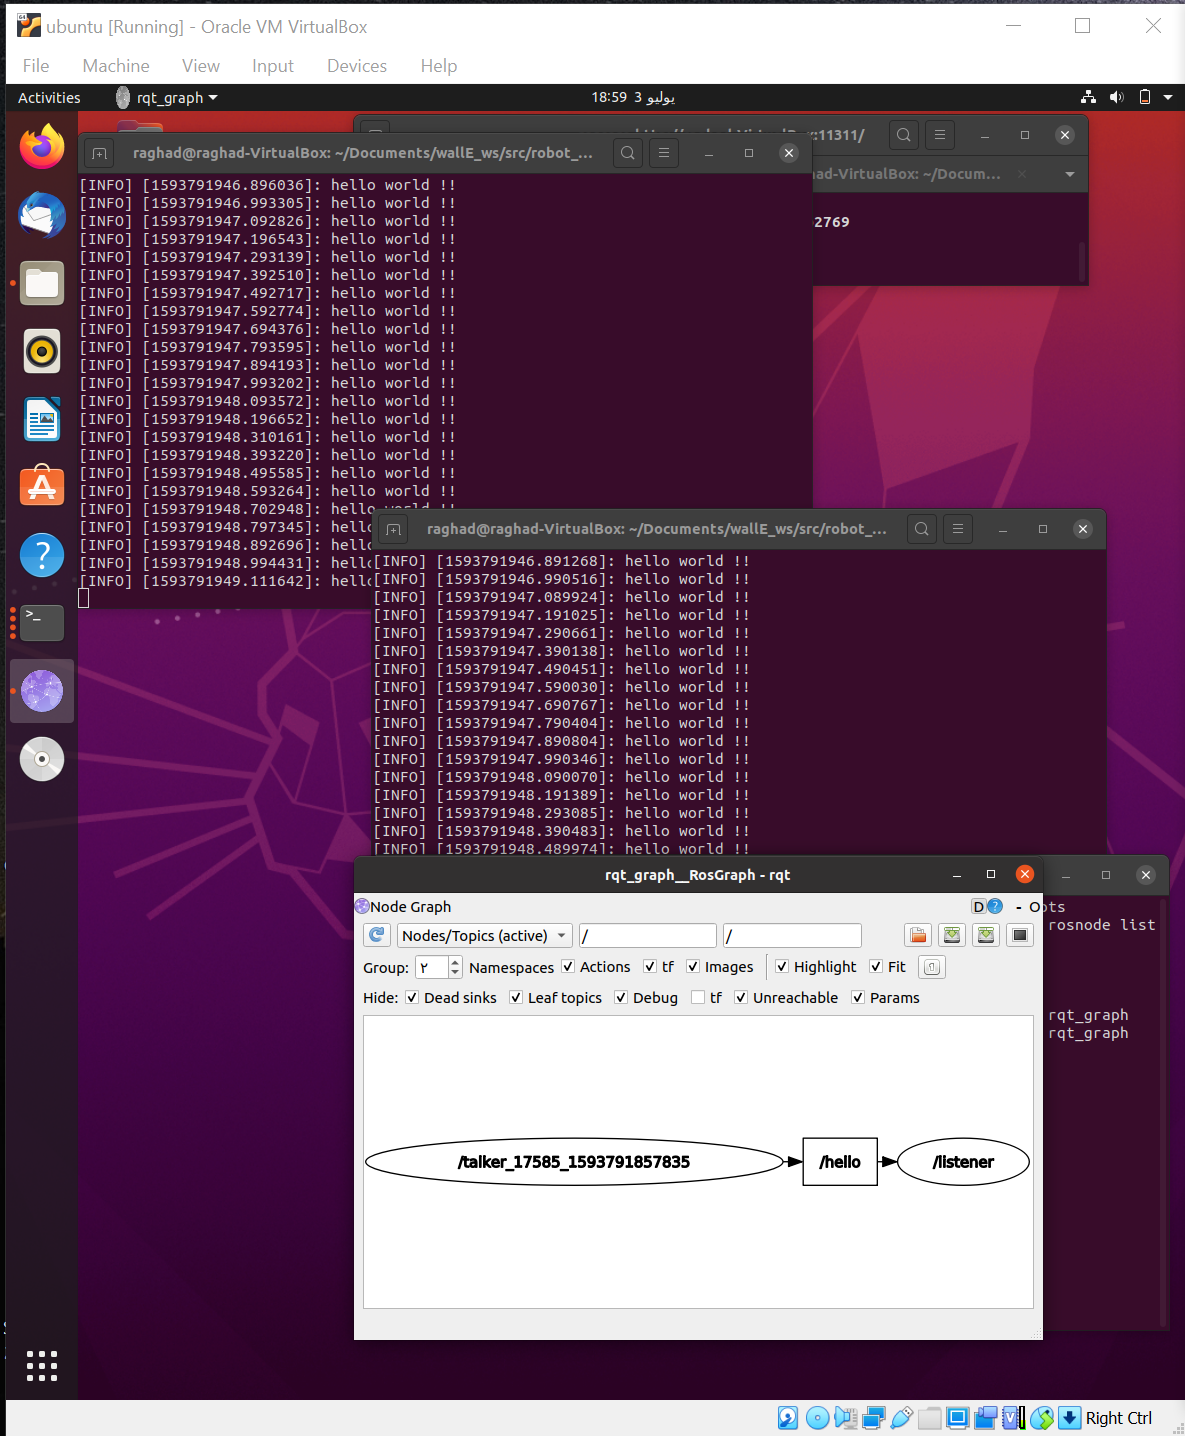 ubuntu [Running] - Oracle VM VirtualBox
File Machine View Input Devices Help
Activities rqt_graph 18:59 3 يوليو
:11311/
raghad@raghad-VirtualBox: ~/Documents/wallE_ws/src/robot_...
ad-VirtualBox: ~/Docum...
2769
[INFO] [1593791946.896036]: hello world !!
[INFO] [1593791946.993305]: hello world !!
[INFO] [1593791947.092826]: hello world !!
[INFO] [1593791947.196543]: hello world !!
[INFO] [1593791947.293139]: hello world !!
[INFO] [1593791947.392510]: hello world !!
[INFO] [1593791947.492717]: hello world !!
[INFO] [1593791947.592774]: hello world !!
[INFO] [1593791947.694376]: hello world !!
[INFO] [1593791947.793595]: hello world !!
[INFO] [1593791947.894193]: hello world !!
[INFO] [1593791947.993202]: hello world !!
[INFO] [1593791948.093572]: hello world !!
[INFO] [1593791948.196652]: hello world !!
[INFO] [1593791948.310161]: hello world !!
[INFO] [1593791948.393220]: hello world !!
[INFO] [1593791948.495585]: hello world !!
[INFO] [1593791948.593264]: hello world !!
[INFO] [1593791948.702948]: hello world !!
[INFO] [1593791948.797345]: hello
[INFO] [1593791948.892696]: hello
[INFO] [1593791948.994431]: hello
[INFO] [1593791949.111642]: hello
raghad@raghad-VirtualBox: ~/Documents/wallE_ws/src/robot_...
[INFO] [1593791946.891268]: hello world !!
[INFO] [1593791946.990516]: hello world !!
[INFO] [1593791947.089924]: hello world !!
[INFO] [1593791947.191025]: hello world !!
[INFO] [1593791947.290661]: hello world !!
[INFO] [1593791947.390138]: hello world !!
[INFO] [1593791947.490451]: hello world !!
[INFO] [1593791947.590030]: hello world !!
[INFO] [1593791947.690767]: hello world !!
[INFO] [1593791947.790404]: hello world !!
[INFO] [1593791947.890804]: hello world !!
[INFO] [1593791947.990346]: hello world !!
[INFO] [1593791948.090070]: hello world !!
[INFO] [1593791948.191389]: hello world !!
[INFO] [1593791948.293085]: hello world !!
[INFO] [1593791948.390483]: hello world !!
[INFO] [1593791948.489974]: hello world !!
rqt_graph__RosGraph - rqt
Node Graph D ? - O
ots
rosnode list
Nodes/Topics (active) / /
Group: ٢ Namespaces Actions tf Images Highlight Fit
Hide: Dead sinks Leaf topics Debug tf Unreachable Params
rqt_graph
rqt_graph
/talker_17585_1593791857835 /hello /listener
Right Ctrl